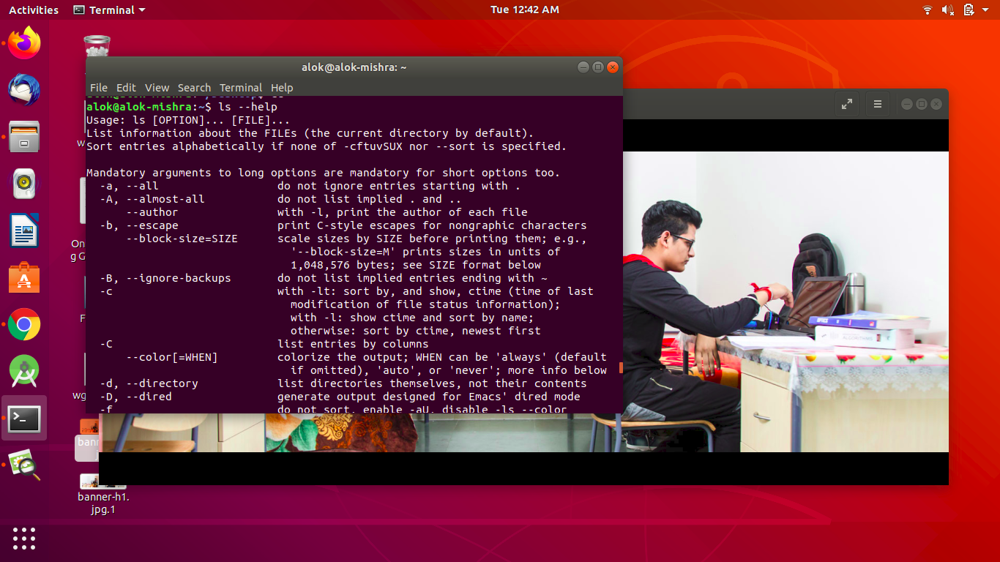 Activities
Terminal
Tue 12:42 AM
alok@alok-mishra: ~
File Edit View Search Terminal Help
alok@alok-mishra:~$ ls --help
Usage: ls [OPTION]... [FILE]...
List information about the FILEs (the current directory by default).
Sort entries alphabetically if none of -cftuvSUX nor --sort is specified.
Mandatory arguments to long options are mandatory for short options too.
-a, --all do not ignore entries starting with .
-A, --almost-all do not list implied . and ..
--author with -l, print the author of each file
-b, --escape print C-style escapes for nongraphic characters
--block-size=SIZE scale sizes by SIZE before printing them; e.g.,
'--block-size=M' prints sizes in units of
1,048,576 bytes; see SIZE format below
-B, --ignore-backups do not list implied entries ending with ~
-c with -lt: sort by, and show, ctime (time of last
modification of file status information);
with -l: show ctime and sort by name;
otherwise: sort by ctime, newest first
-C list entries by columns
--color[=WHEN] colorize the output; WHEN can be 'always' (default
if omitted), 'auto', or 'never'; more info below
-d, --directory list directories themselves, not their contents
-D, --dired generate output designed for Emacs' dired mode
-f do not sort, enable -aU, disable -ls --color
On
g G
F
wg
bann
banner-h1.
jpg.1
ALGORITHMS